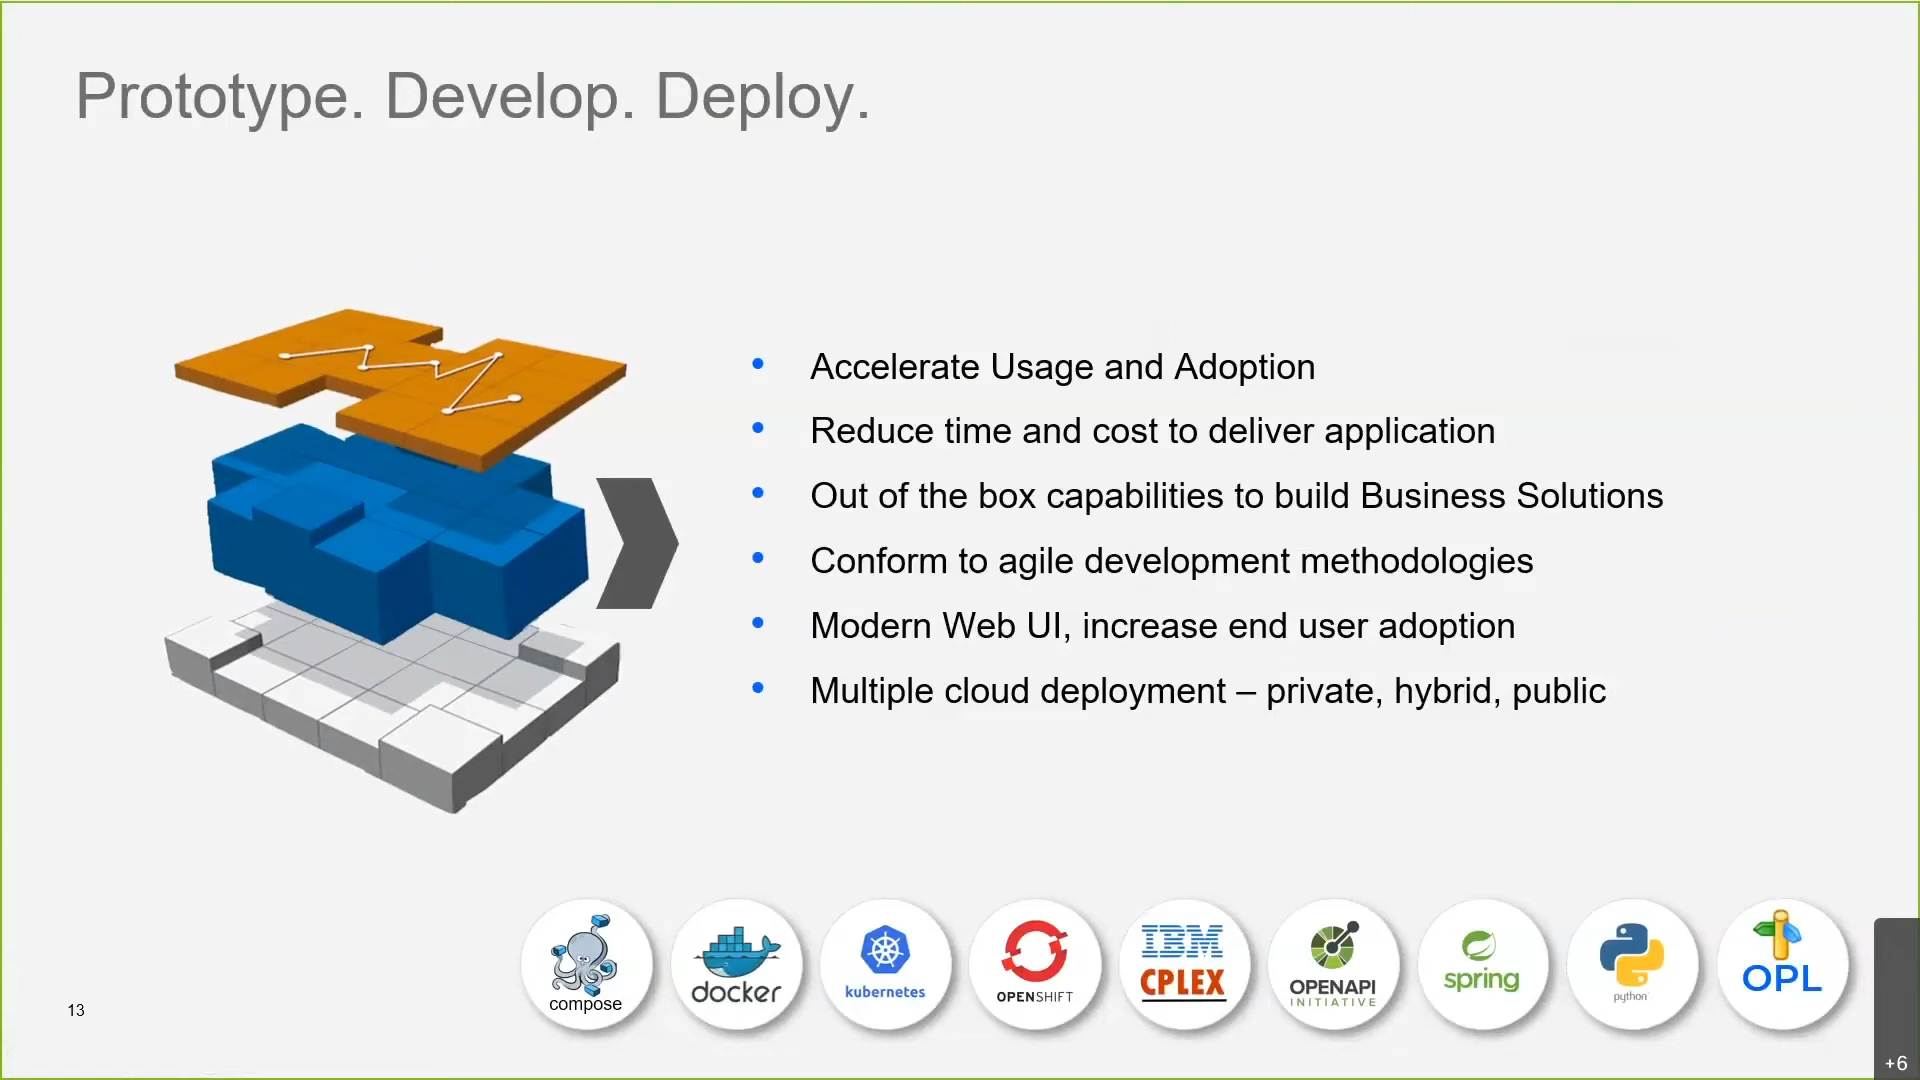 Prototype. Develop. Deploy.
• Accelerate Usage and Adoption
• Reduce time and cost to deliver application
• Out of the box capabilities to build Business Solutions
• Conform to agile development methodologies
• Modern Web UI, increase end user adoption
• Multiple cloud deployment – private, hybrid, public
compose
docker
kubernetes
OPENSHIFT
IBM
CPLEX
OPENAPI
INITIATIVE
spring
python
OPL
13
+6